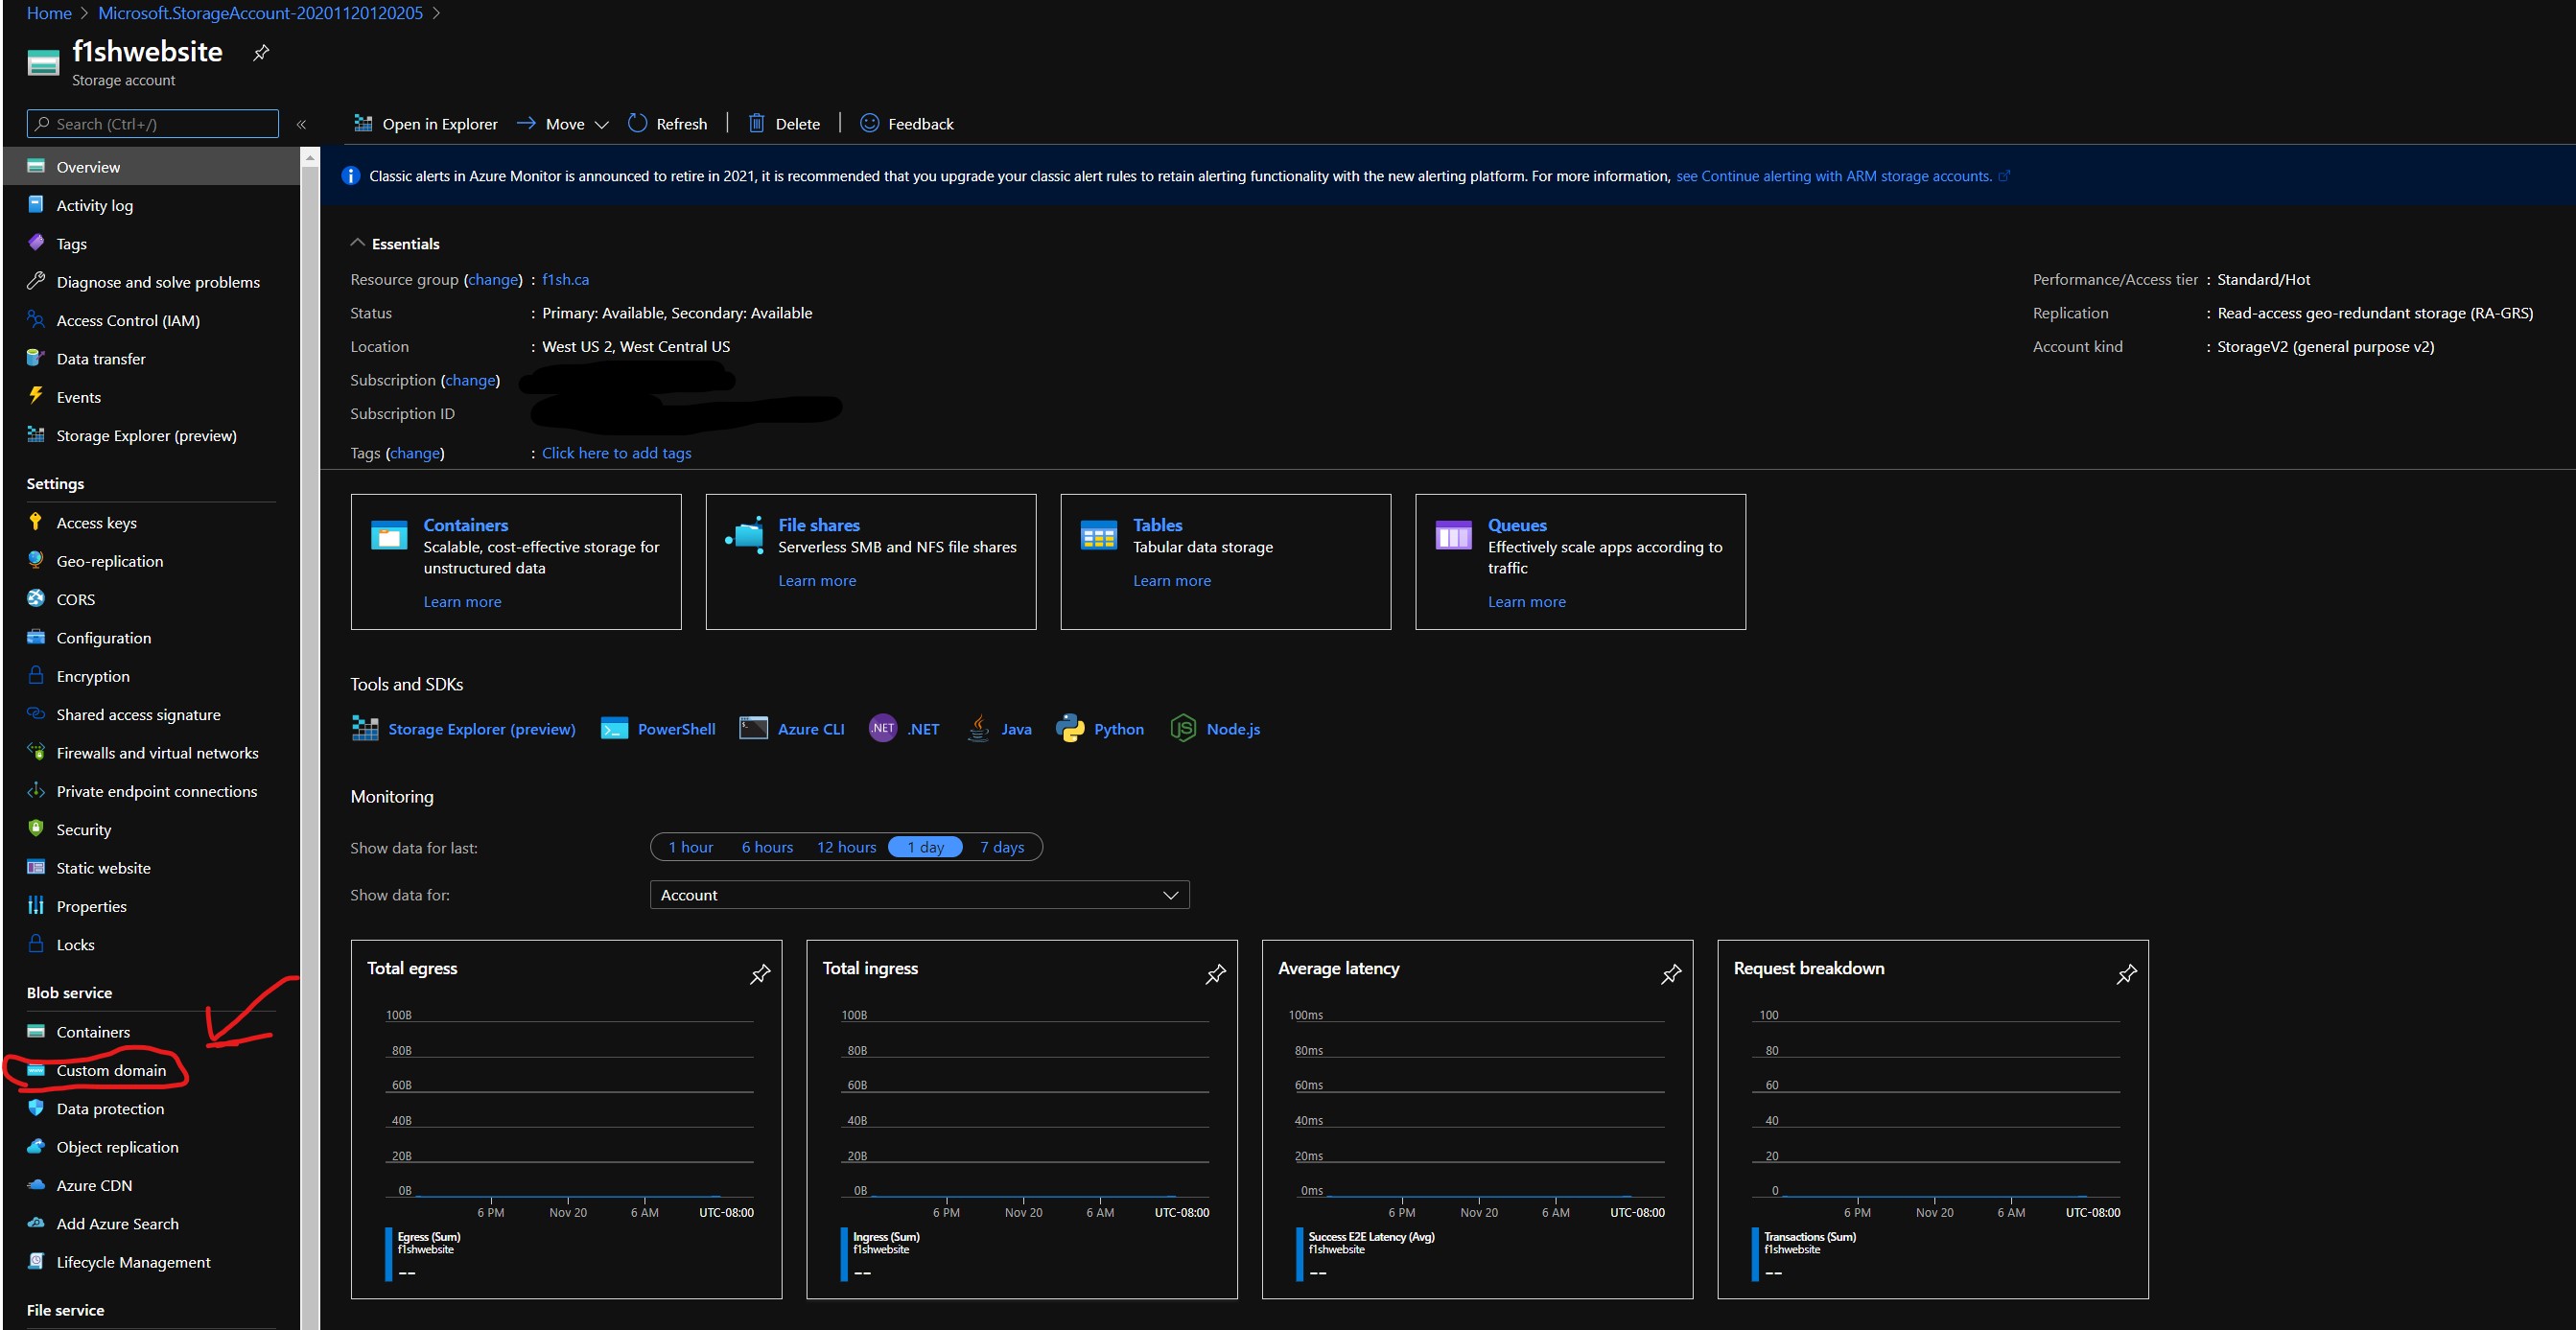 Home > Microsoft.StorageAccount-20201120120205 >
f1shwebsite
Storage account
Search (Ctrl+/)
«
Overview
Activity log
Tags
Diagnose and solve problems
Access Control (IAM)
Data transfer
Events
Storage Explorer (preview)
Settings
Access keys
Geo-replication
CORS
Configuration
Encryption
Shared access signature
Firewalls and virtual networks
Private endpoint connections
Security
Static website
Properties
Locks
Blob service
Containers
Custom domain
Data protection
Object replication
Azure CDN
Add Azure Search
Lifecycle Management
File service
Open in Explorer Move Refresh Delete Feedback
Classic alerts in Azure Monitor is announced to retire in 2021, it is recommended that you upgrade your classic alert rules to retain alerting functionality with the new alerting platform. For more information, see Continue alerting with ARM storage accounts.
Essentials
Resource group (change) : f1sh.ca
Status : Primary: Available, Secondary: Available
Location : West US 2, West Central US
Subscription (change)
Subscription ID
Tags (change) : Click here to add tags
Performance/Access tier : Standard/Hot
Replication : Read-access geo-redundant storage (RA-GRS)
Account kind : StorageV2 (general purpose v2)
Containers
Scalable, cost-effective storage for
unstructured data
Learn more
File shares
Serverless SMB and NFS file shares
Learn more
Tables
Tabular data storage
Learn more
Queues
Effectively scale apps according to
traffic
Learn more
Tools and SDKs
Storage Explorer (preview) PowerShell Azure CLI .NET .NET Java Python JS Node.js
Monitoring
Show data for last: 1 hour 6 hours 12 hours 1 day 7 days
Show data for: Account
Total egress
100B
80B
60B
40B
20B
0B
6 PM Nov 20 6 AM UTC-08:00
Egress (Sum)
f1shwebsite
--
Total ingress
100B
80B
60B
40B
20B
0B
6 PM Nov 20 6 AM UTC-08:00
Ingress (Sum)
f1shwebsite
--
Average latency
100ms
80ms
60ms
40ms
20ms
0ms
6 PM Nov 20 6 AM UTC-08:00
Success E2E Latency (Avg)
f1shwebsite
--
Request breakdown
100
80
60
40
20
0
6 PM Nov 20 6 AM UTC-08:00
Transactions (Sum)
f1shwebsite
--